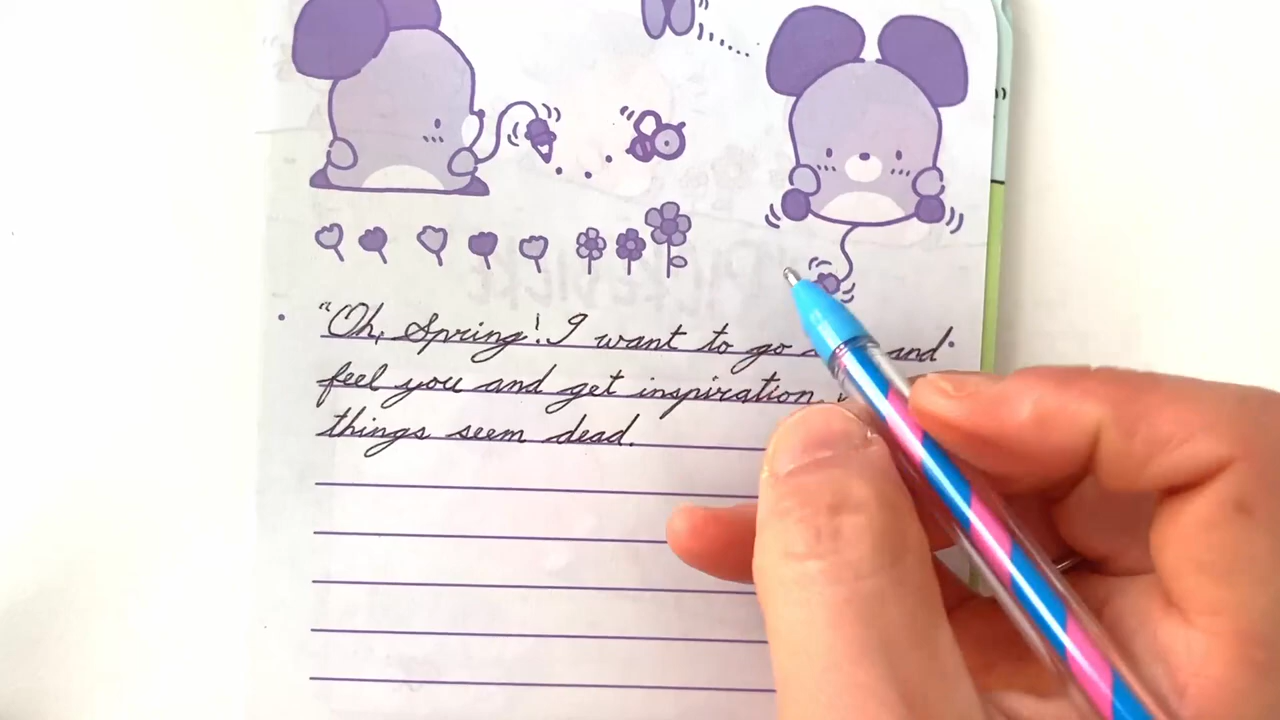 "Oh, Spring! I want to go and
feel you and get inspiration.
things seem dead.